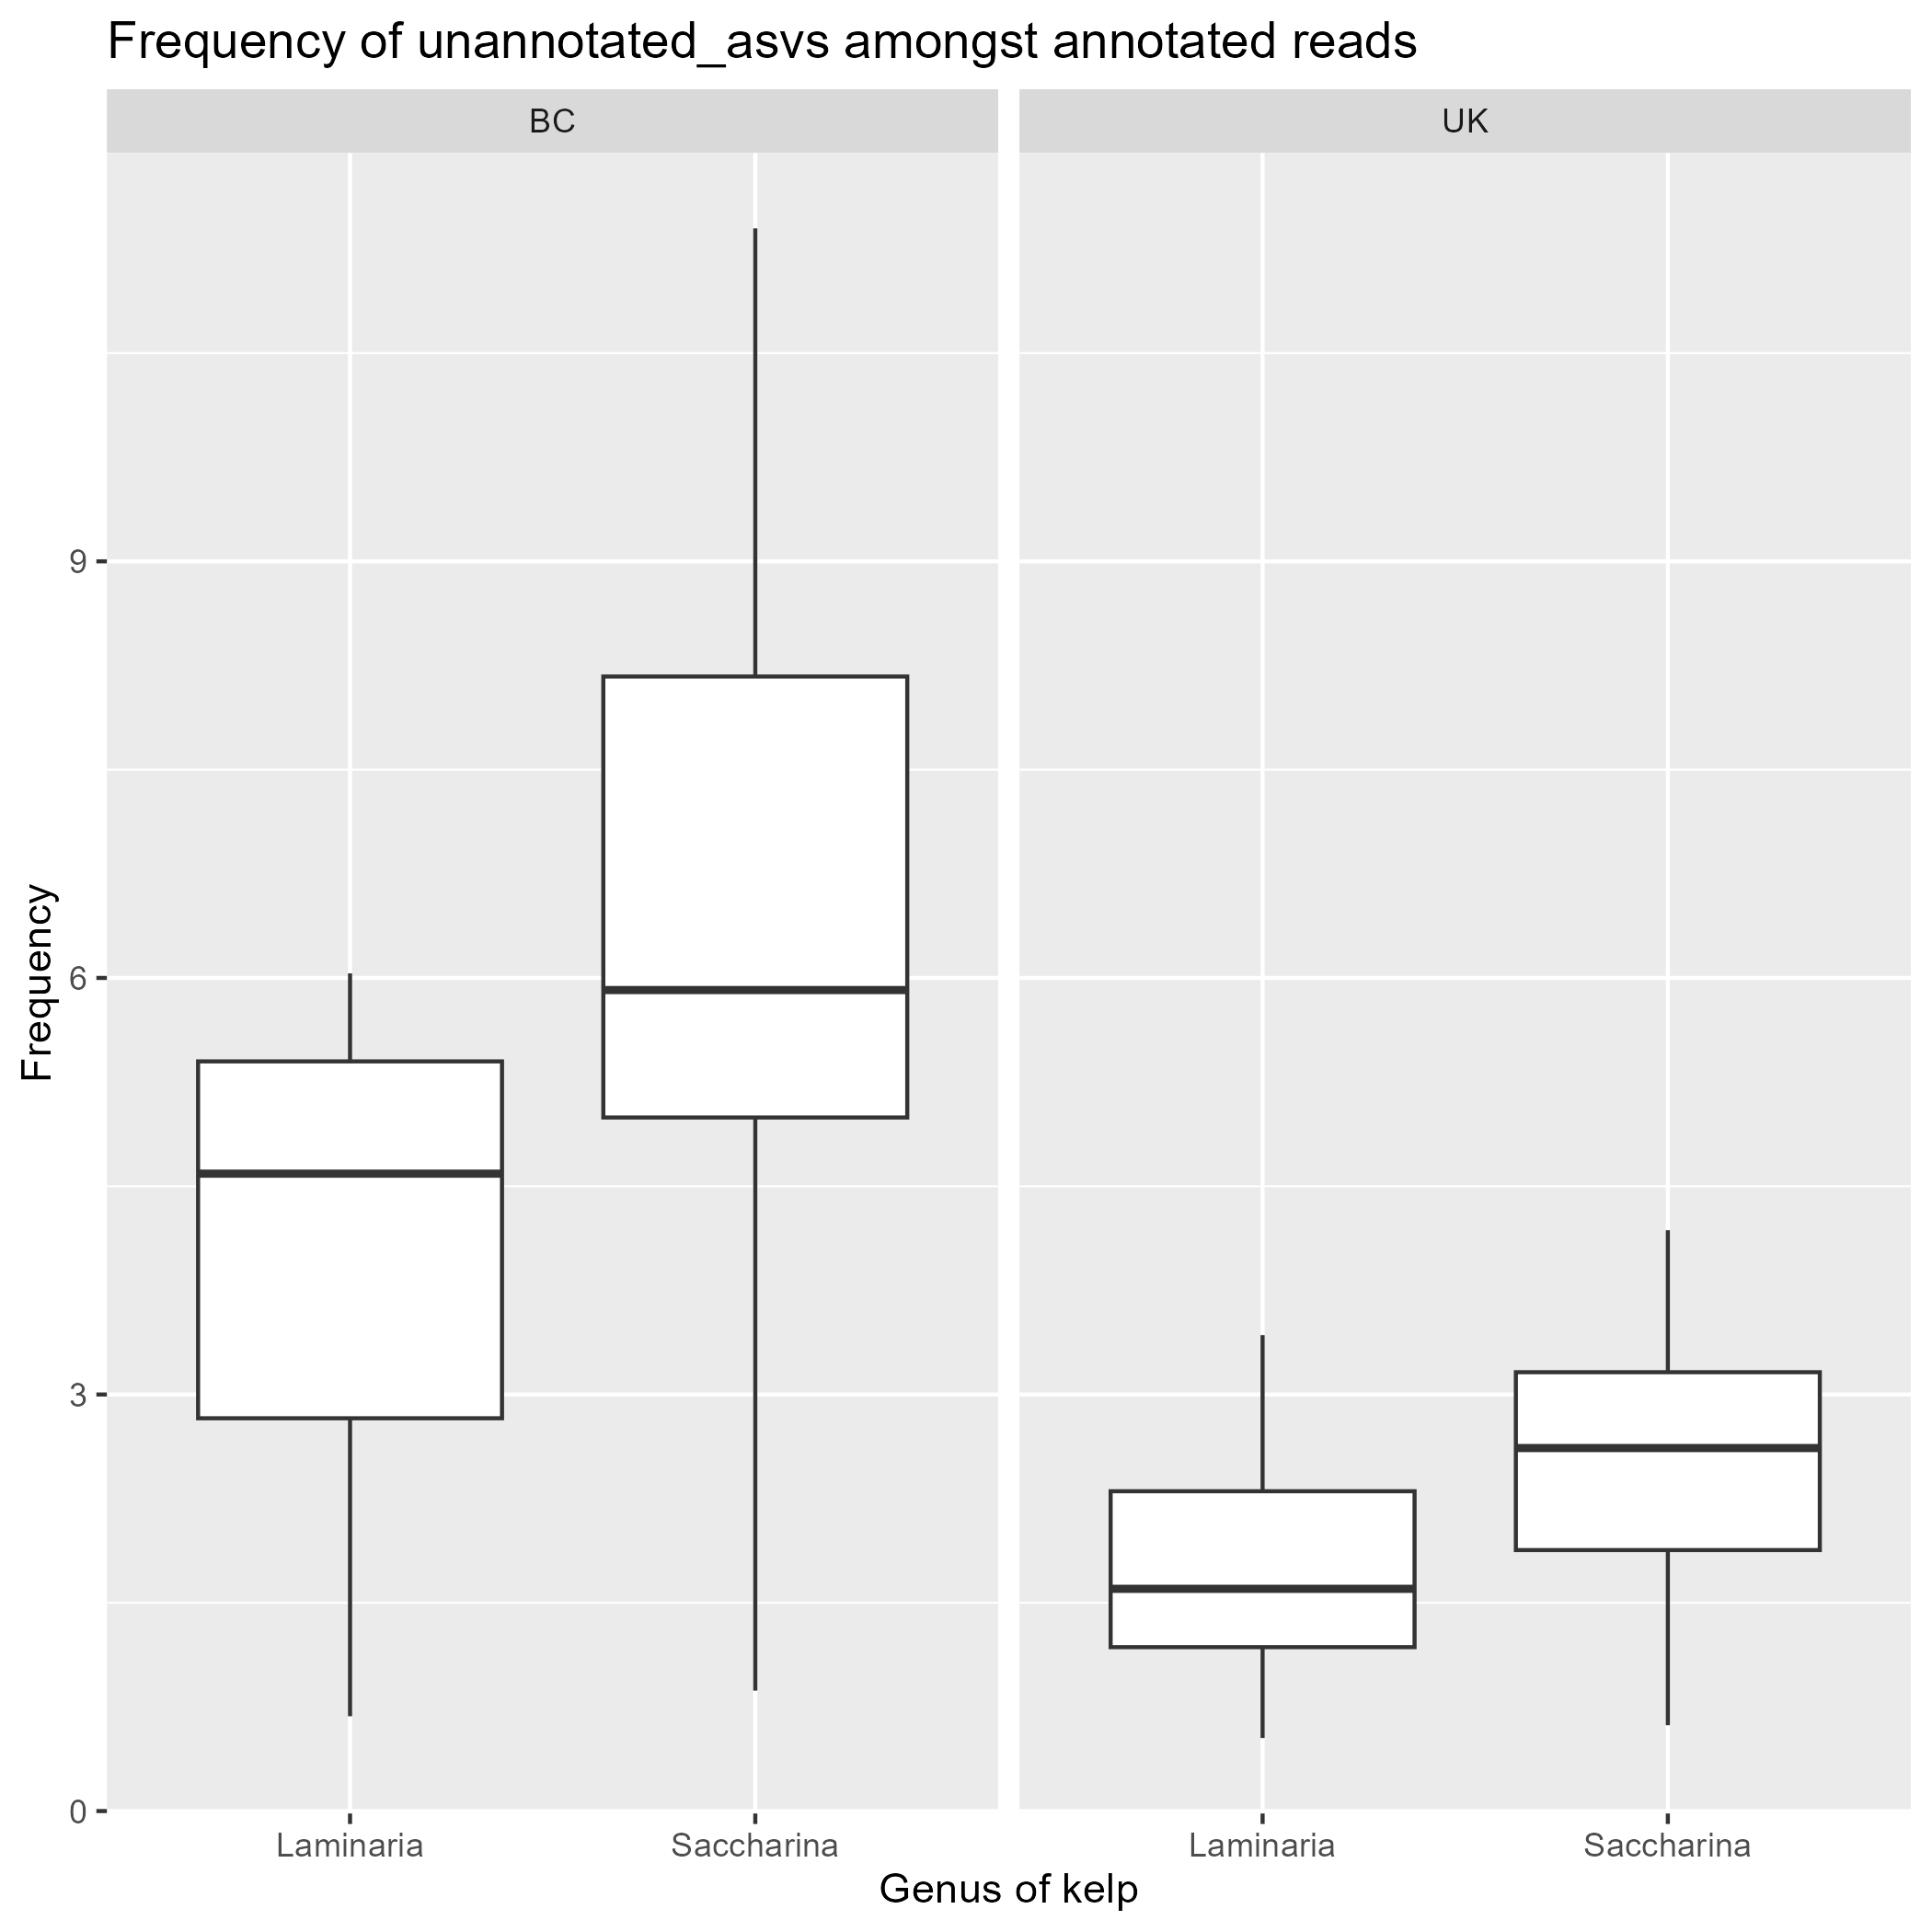 Frequency of unannotated_asvs amongst annotated reads
BC
UK
Frequency
9
6
3
0
Laminaria
Saccharina
Laminaria
Saccharina
Genus of kelp